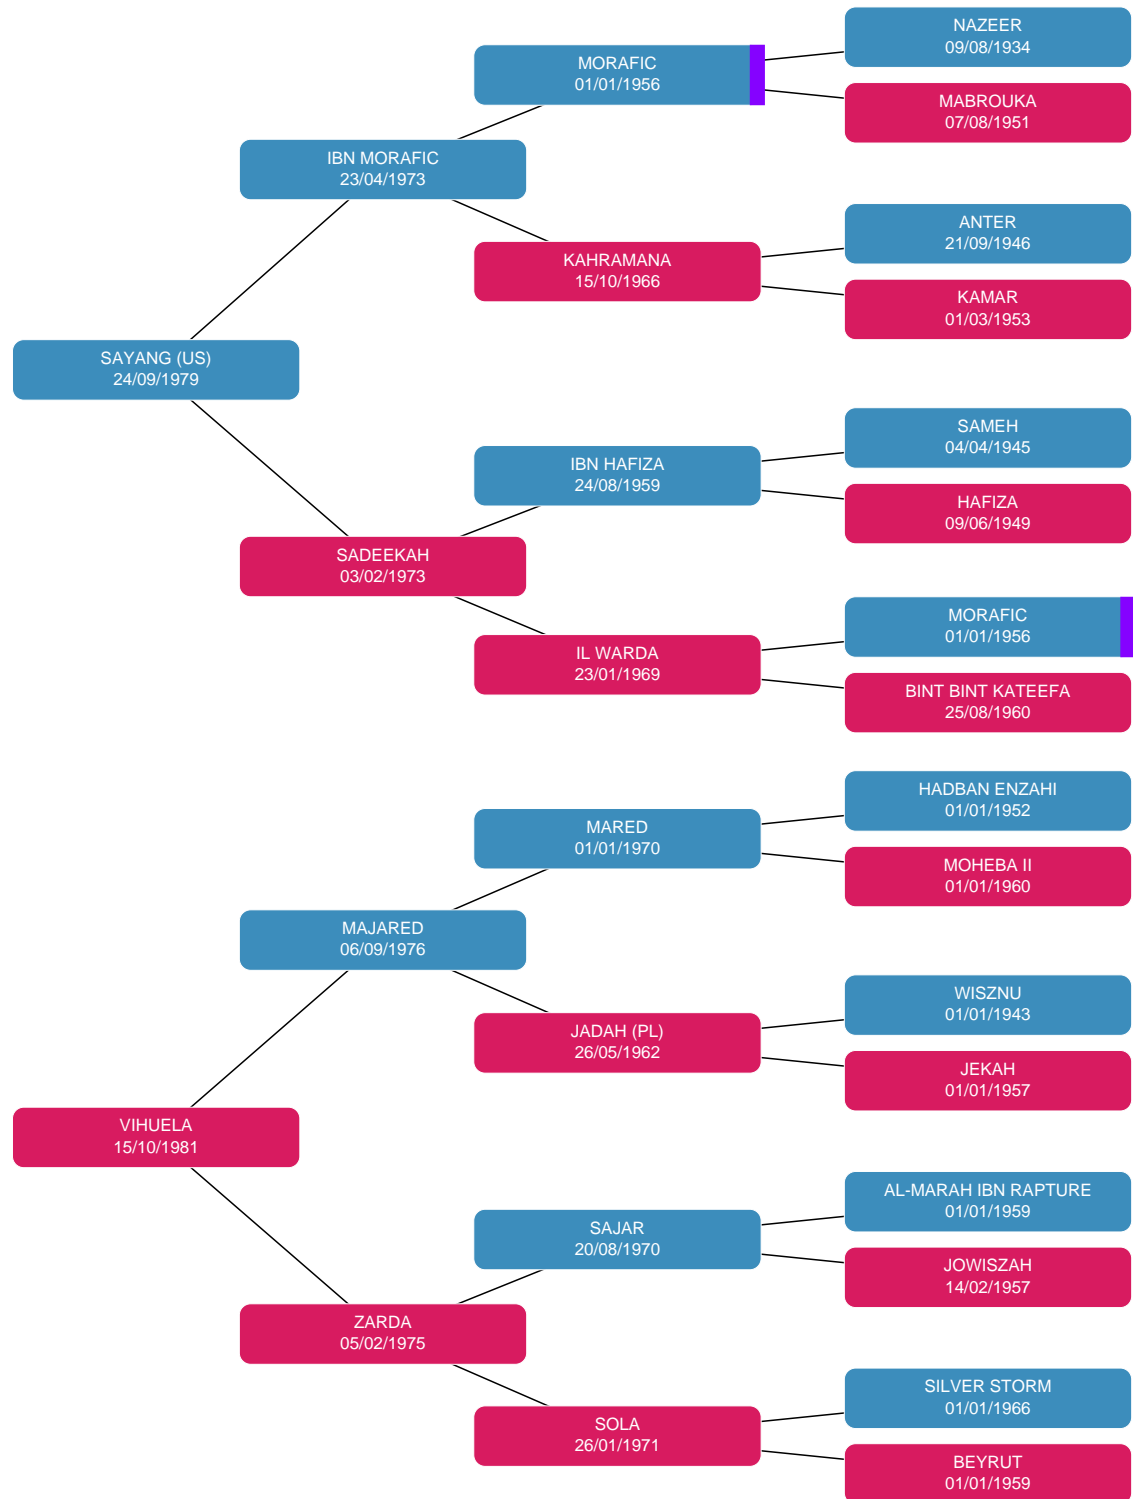 NAZEER
09/08/1934
MORAFIC
01/01/1956
MABROUKA
07/08/1951
IBN MORAFIC
23/04/1973
ANTER
21/09/1946
KAHRAMANA
15/10/1966
KAMAR
01/03/1953
SAYANG (US)
24/09/1979
SAMEH
04/04/1945
IBN HAFIZA
24/08/1959
HAFIZA
09/06/1949
SADEEKAH
03/02/1973
MORAFIC
01/01/1956
IL WARDA
23/01/1969
BINT BINT KATEEFA
25/08/1960
HADBAN ENZAHI
01/01/1952
MARED
01/01/1970
MOHEBA II
01/01/1960
MAJARED
06/09/1976
WISZNU
01/01/1943
JADAH (PL)
26/05/1962
JEKAH
01/01/1957
VIHUELA
15/10/1981
AL-MARAH IBN RAPTURE
01/01/1959
SAJAR
20/08/1970
JOWISZAH
14/02/1957
ZARDA
05/02/1975
SILVER STORM
01/01/1966
SOLA
26/01/1971
BEYRUT
01/01/1959